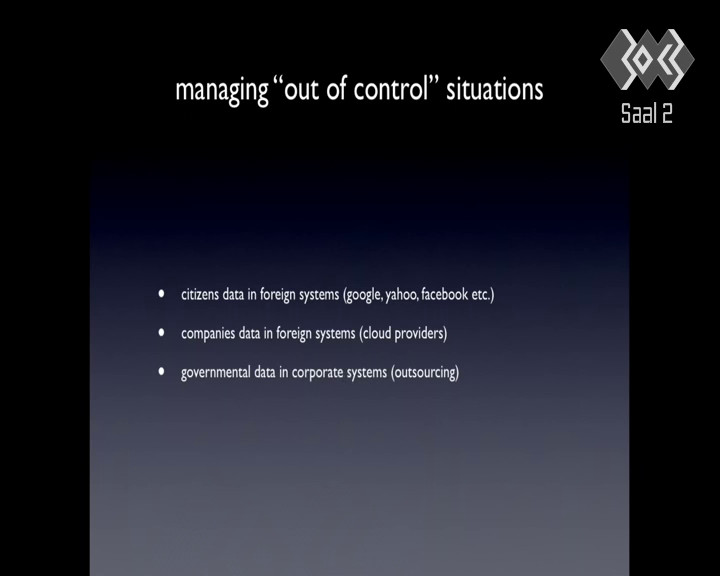 managing “out of control” situations
Saal 2
• citizens data in foreign systems (google, yahoo, facebook etc.)
• companies data in foreign systems (cloud providers)
• governmental data in corporate systems (outsourcing)